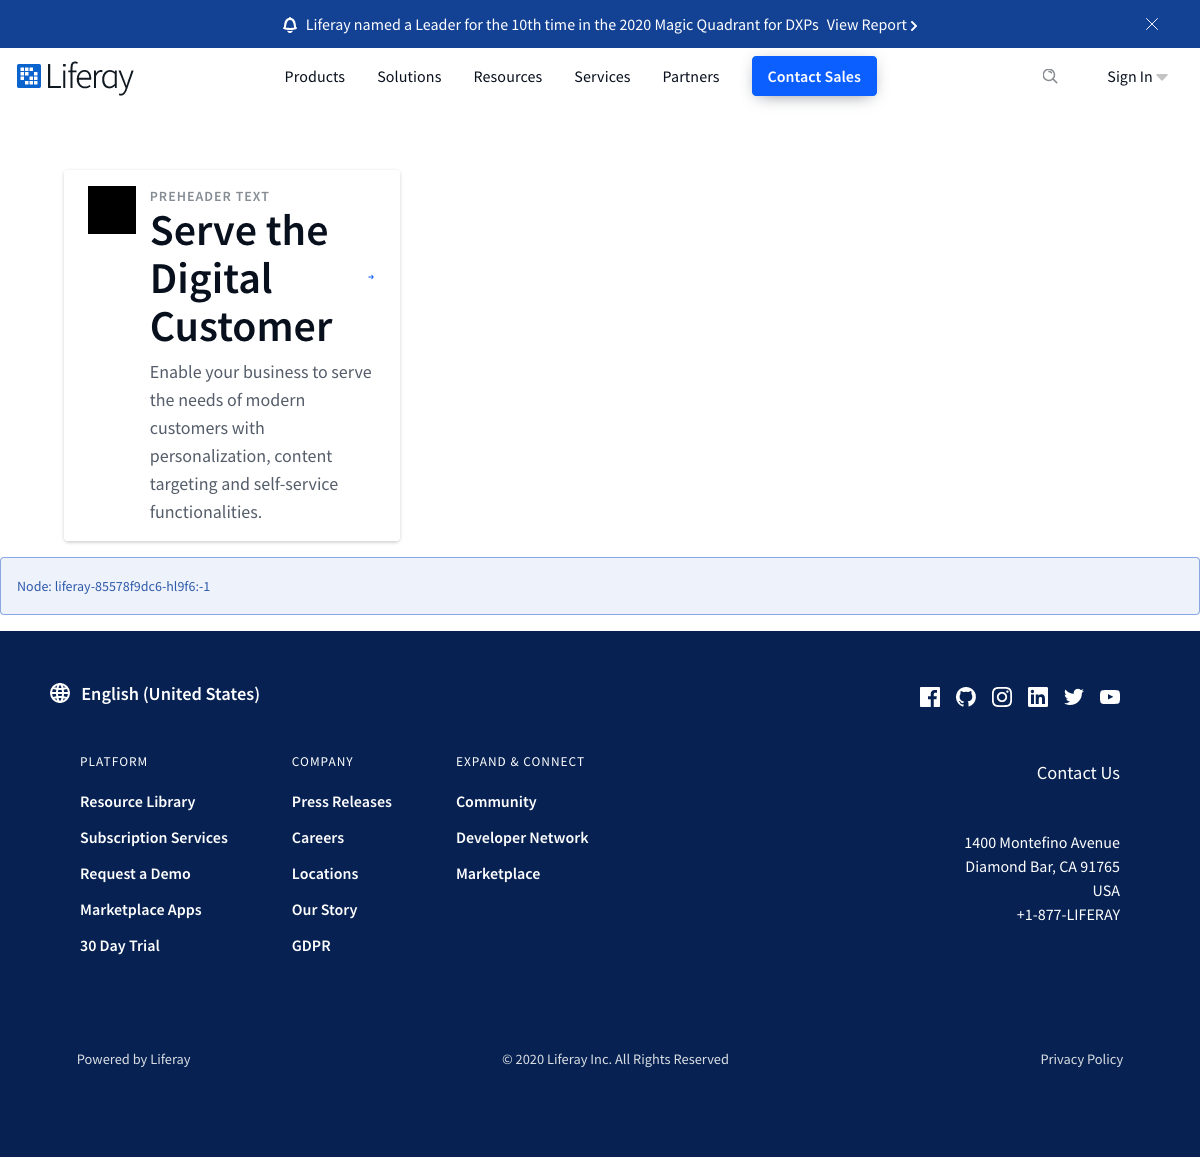 Liferay named a Leader for the 10th time in the 2020 Magic Quadrant for DXPs View Report
Liferay
Products Solutions Resources Services Partners Contact Sales Sign In
PREHEADER TEXT
Serve the
Digital
Customer
Enable your business to serve
the needs of modern
customers with
personalization, content
targeting and self-service
functionalities.
Node: liferay-85578f9dc6-hl9f6:-1
English (United States)
PLATFORM
Resource Library
Subscription Services
Request a Demo
Marketplace Apps
30 Day Trial
COMPANY
Press Releases
Careers
Locations
Our Story
GDPR
EXPAND & CONNECT
Community
Developer Network
Marketplace
Contact Us
1400 Montefino Avenue
Diamond Bar, CA 91765
USA
+1-877-LIFERAY
Powered by Liferay
© 2020 Liferay Inc. All Rights Reserved
Privacy Policy